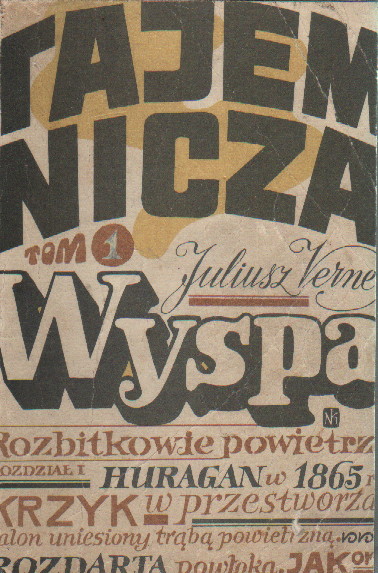 TAJEM
NICZA
TOM 1
Juliusz Verne
Wyspa
Rozbitkowie powietrz
ROZDZIAŁ I HURAGAN w 1865 r
KRZYK w przestworza
alon uniesiony trąbą powietrzną
ROZDARTA powłoka JAK